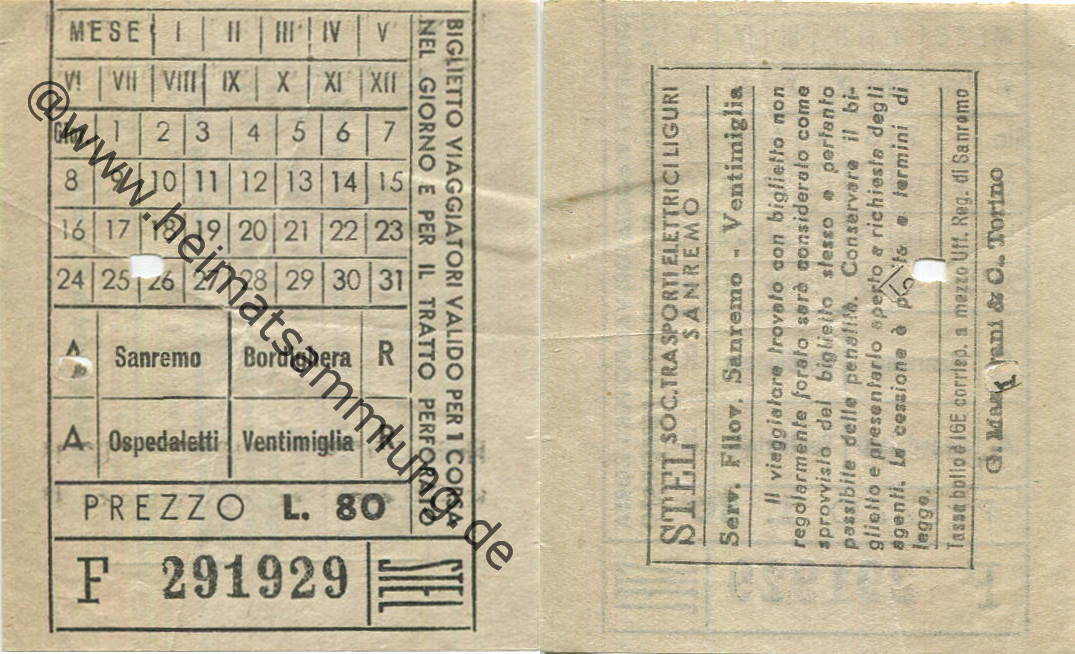 MESE I II III IV V
VI VII VIII IX X XI XII
1 2 3 4 5 6 7
8 9 10 11 12 13 14 15
16 17 18 19 20 21 22 23
24 25 26 27 28 29 30 31
A Sanremo Bordighera R
A Ospedaletti Ventimiglia R
PREZZO L. 80
F 291929 STEL
BIGLIETTO VIAGGIATORI VALIDO PER 1 CORSA
NEL GIORNO E PER IL TRATTO PERFORATO
@www.heimatsammlung.de
STEL SOC. TRASPORTI ELETTRICI LIGURI
SANREMO
Serv. Filov. Sanremo - Ventimiglia
Il viaggiatore trovato con biglietto non
regolarmente forato sarà considerato come
sprovvisto del biglietto stesso e pertanto
passibile delle penalità. Conservare il bi-
glietto e presentarlo aperto a richiesta degli
agenti. La cessione è a termini di
legge.
Tassa bollo e IGE corrisp. a mezzo Uff. Reg. di Sanremo
& C. Torino